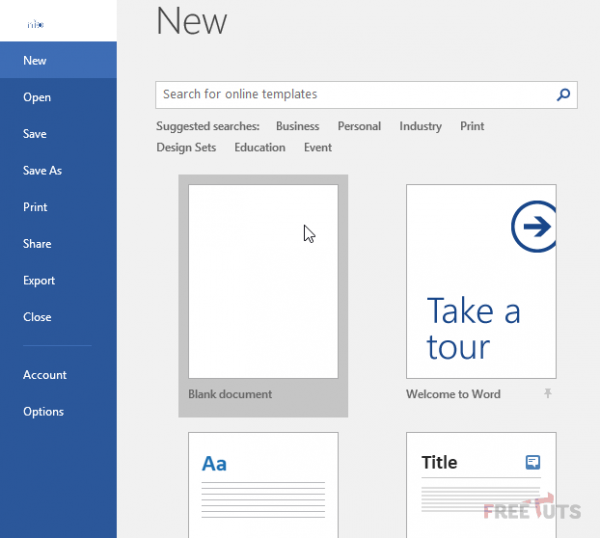 New
New
Open
Save
Save As
Print
Share
Export
Close
Account
Options
Search for online templates
Suggested searches: Business Personal Industry Print
Design Sets Education Event
Take a
tour
Blank document
Welcome to Word
Aa
Title
FREETUTS